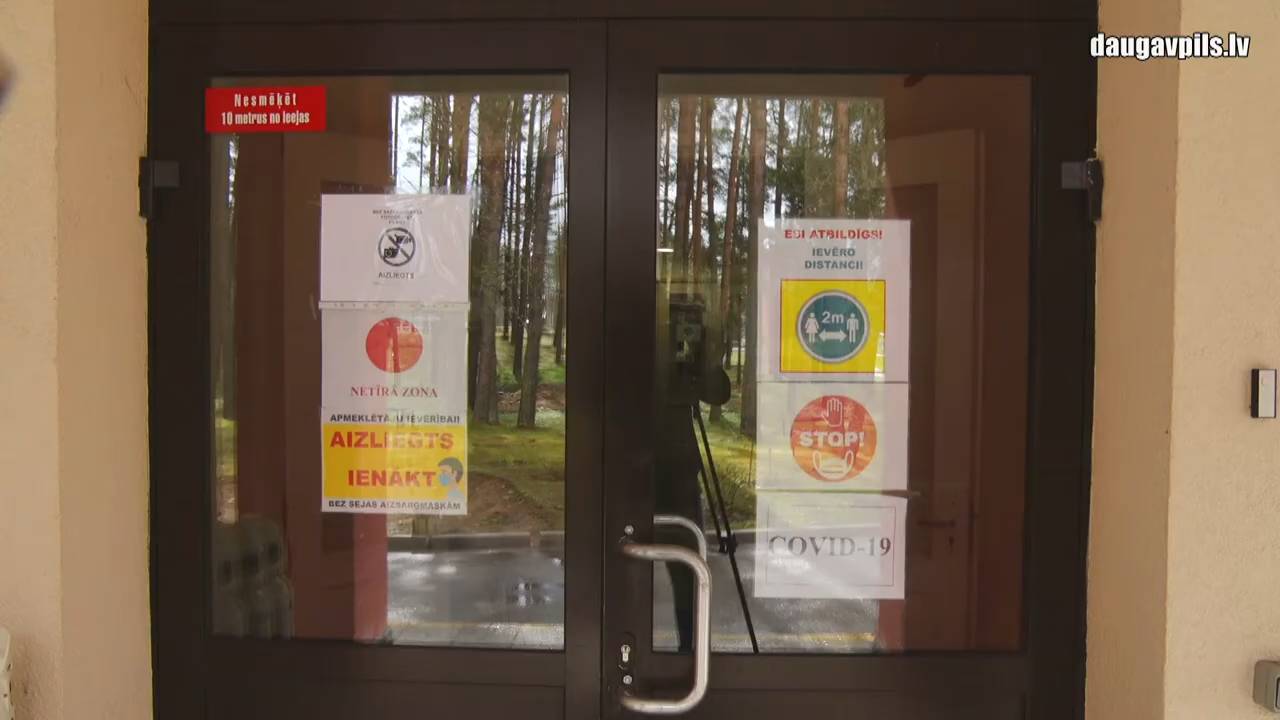 daugavpils.lv
Nesmēķēt
10 metrus no ieejas
AIZLIEGTS
NETĪRĀ ZONA
APMEKLĒTĀJU IEVĒRĪBAI!
AIZLIEGTS
IENĀKT
BEZ SEJAS AIZSARGMASKĀM
ESI ATBILDĪGS!
IEVĒRO
DISTANCI!
2m
STOP!
COVID-19